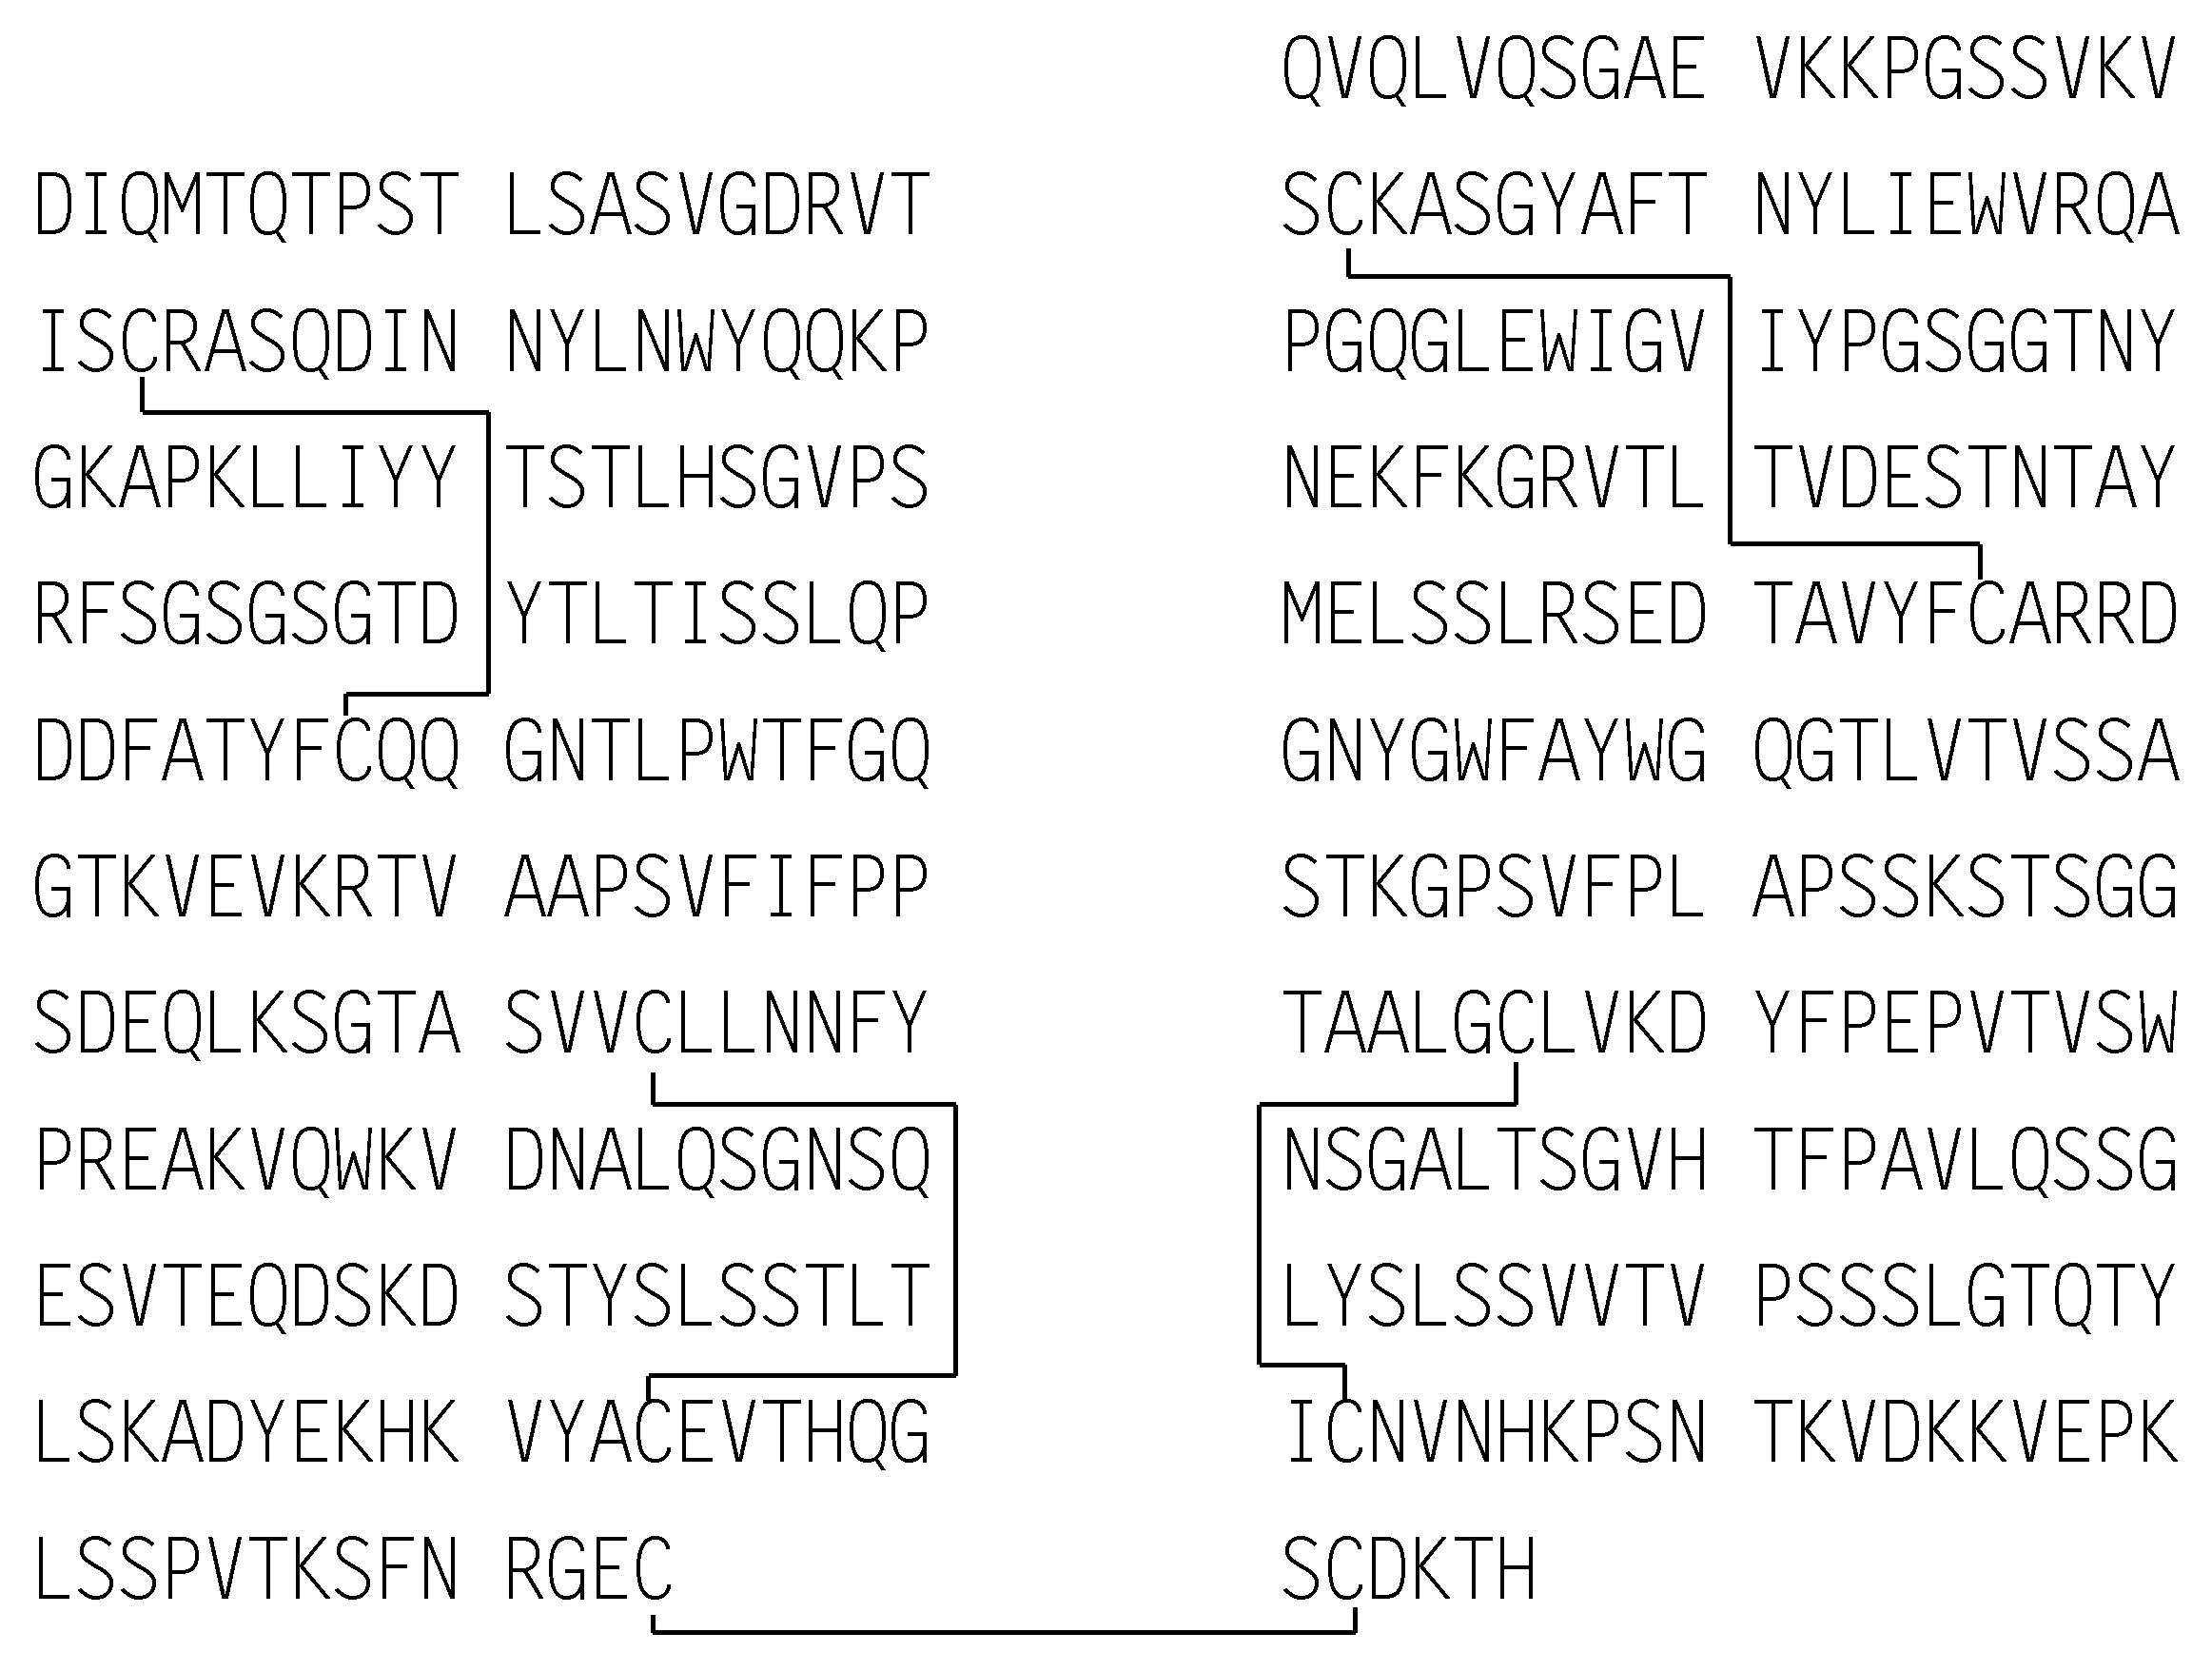 QVQLVQSGAE VKKPGSSVKV
DIQMTQTPST LSASVGDRVT SCKASGYAFT NYLIEWVRQA
ISCRASQDIN NYLNWYQQKP PGQGLEWIGV IYPGSGGTNY
GKAPKLLIYY TSTLHSGVPS NEKFKGRVTL TVDESTNTAY
RFSGSGSGTD YTLTISSLQP MELSSLRSED TAVYFCARRD
DDFATYFCQQ GNTLPWTFGQ GNYGWFAYWG QGTLVTVSSA
GTKVEVKRTV AAPSVFIFPP STKGPSVFPL APSSKSTSGG
SDEQLKSGTA SVVCLLNNFY TAALGCLVKD YFPEPVTVSW
PREAKVQWKV DNALQSGNSQ NSGALTSGVH TFPAVLQSSG
ESVTEQDSKD STYSLSSTLT LYSLSSVVTV PSSSLGTQTY
LSKADYEKHK VYACEVTHQG ICNVNHKPSN TKVDKKVEPK
LSSPVTKSFN RGEC SCDKTH